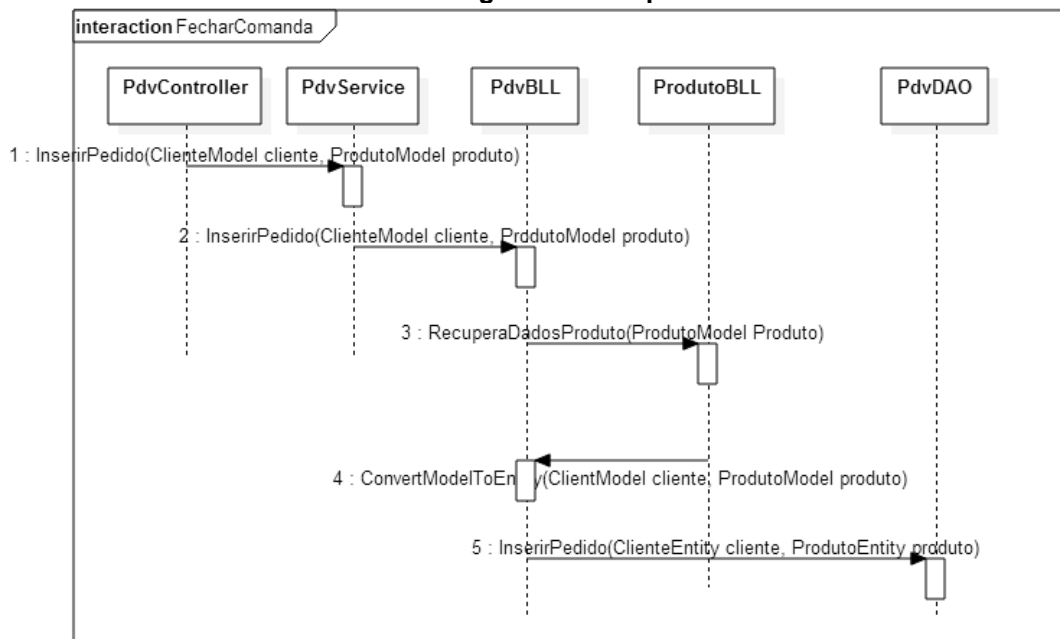 interaction FecharComanda
PdvController
PdvService
PdvBLL
ProdutoBLL
PdvDAO
1 : InserirPedido(ClienteModel cliente, ProdutoModel produto)
2 : InserirPedido(ClienteModel cliente, ProdutoModel produto)
3 : RecuperaDadosProduto(ProdutoModel Produto)
4 : ConvertModelToEntity(ClientModel cliente, ProdutoModel produto)
5 : InserirPedido(ClienteEntity cliente, ProdutoEntity produto)